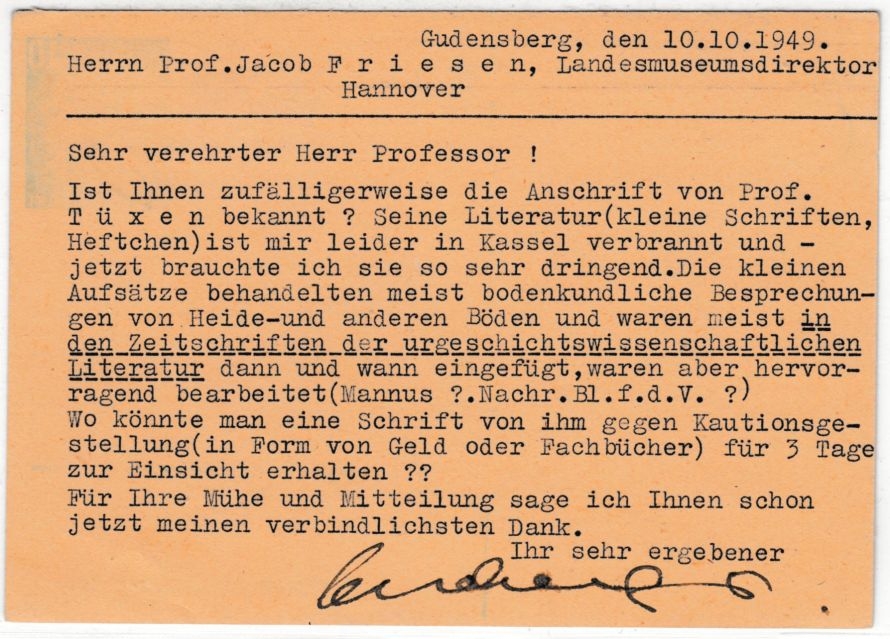 Gudensberg, den 10.10.1949.
Herrn Prof.Jacob F r i e s e n, Landesmuseumsdirektor
Hannover
Sehr verehrter Herr Professor !
Ist Ihnen zufälligerweise die Anschrift von Prof.
T ü x e n bekannt ? Seine Literatur(kleine Schriften,
Heftchen)ist mir leider in Kassel verbrannt und -
jetzt brauchte ich sie so sehr dringend.Die kleinen
Aufsätze behandelten meist bodenkundliche Besprechun-
gen von Heide-und anderen Böden und waren meist in
den Zeitschriften der urgeschichtswissenschaftlichen
Literatur dann und wann eingefügt,waren aber hervor-
ragend bearbeitet(Mannus ?.Nachr.Bl.f.d.V. ?)
Wo könnte man eine Schrift von ihm gegen Kautionsge-
stellung(in Form von Geld oder Fachbücher) für 3 Tage
zur Einsicht erhalten ??
Für Ihre Mühe und Mitteilung sage ich Ihnen schon
jetzt meinen verbindlichsten Dank.
Ihr sehr ergebener